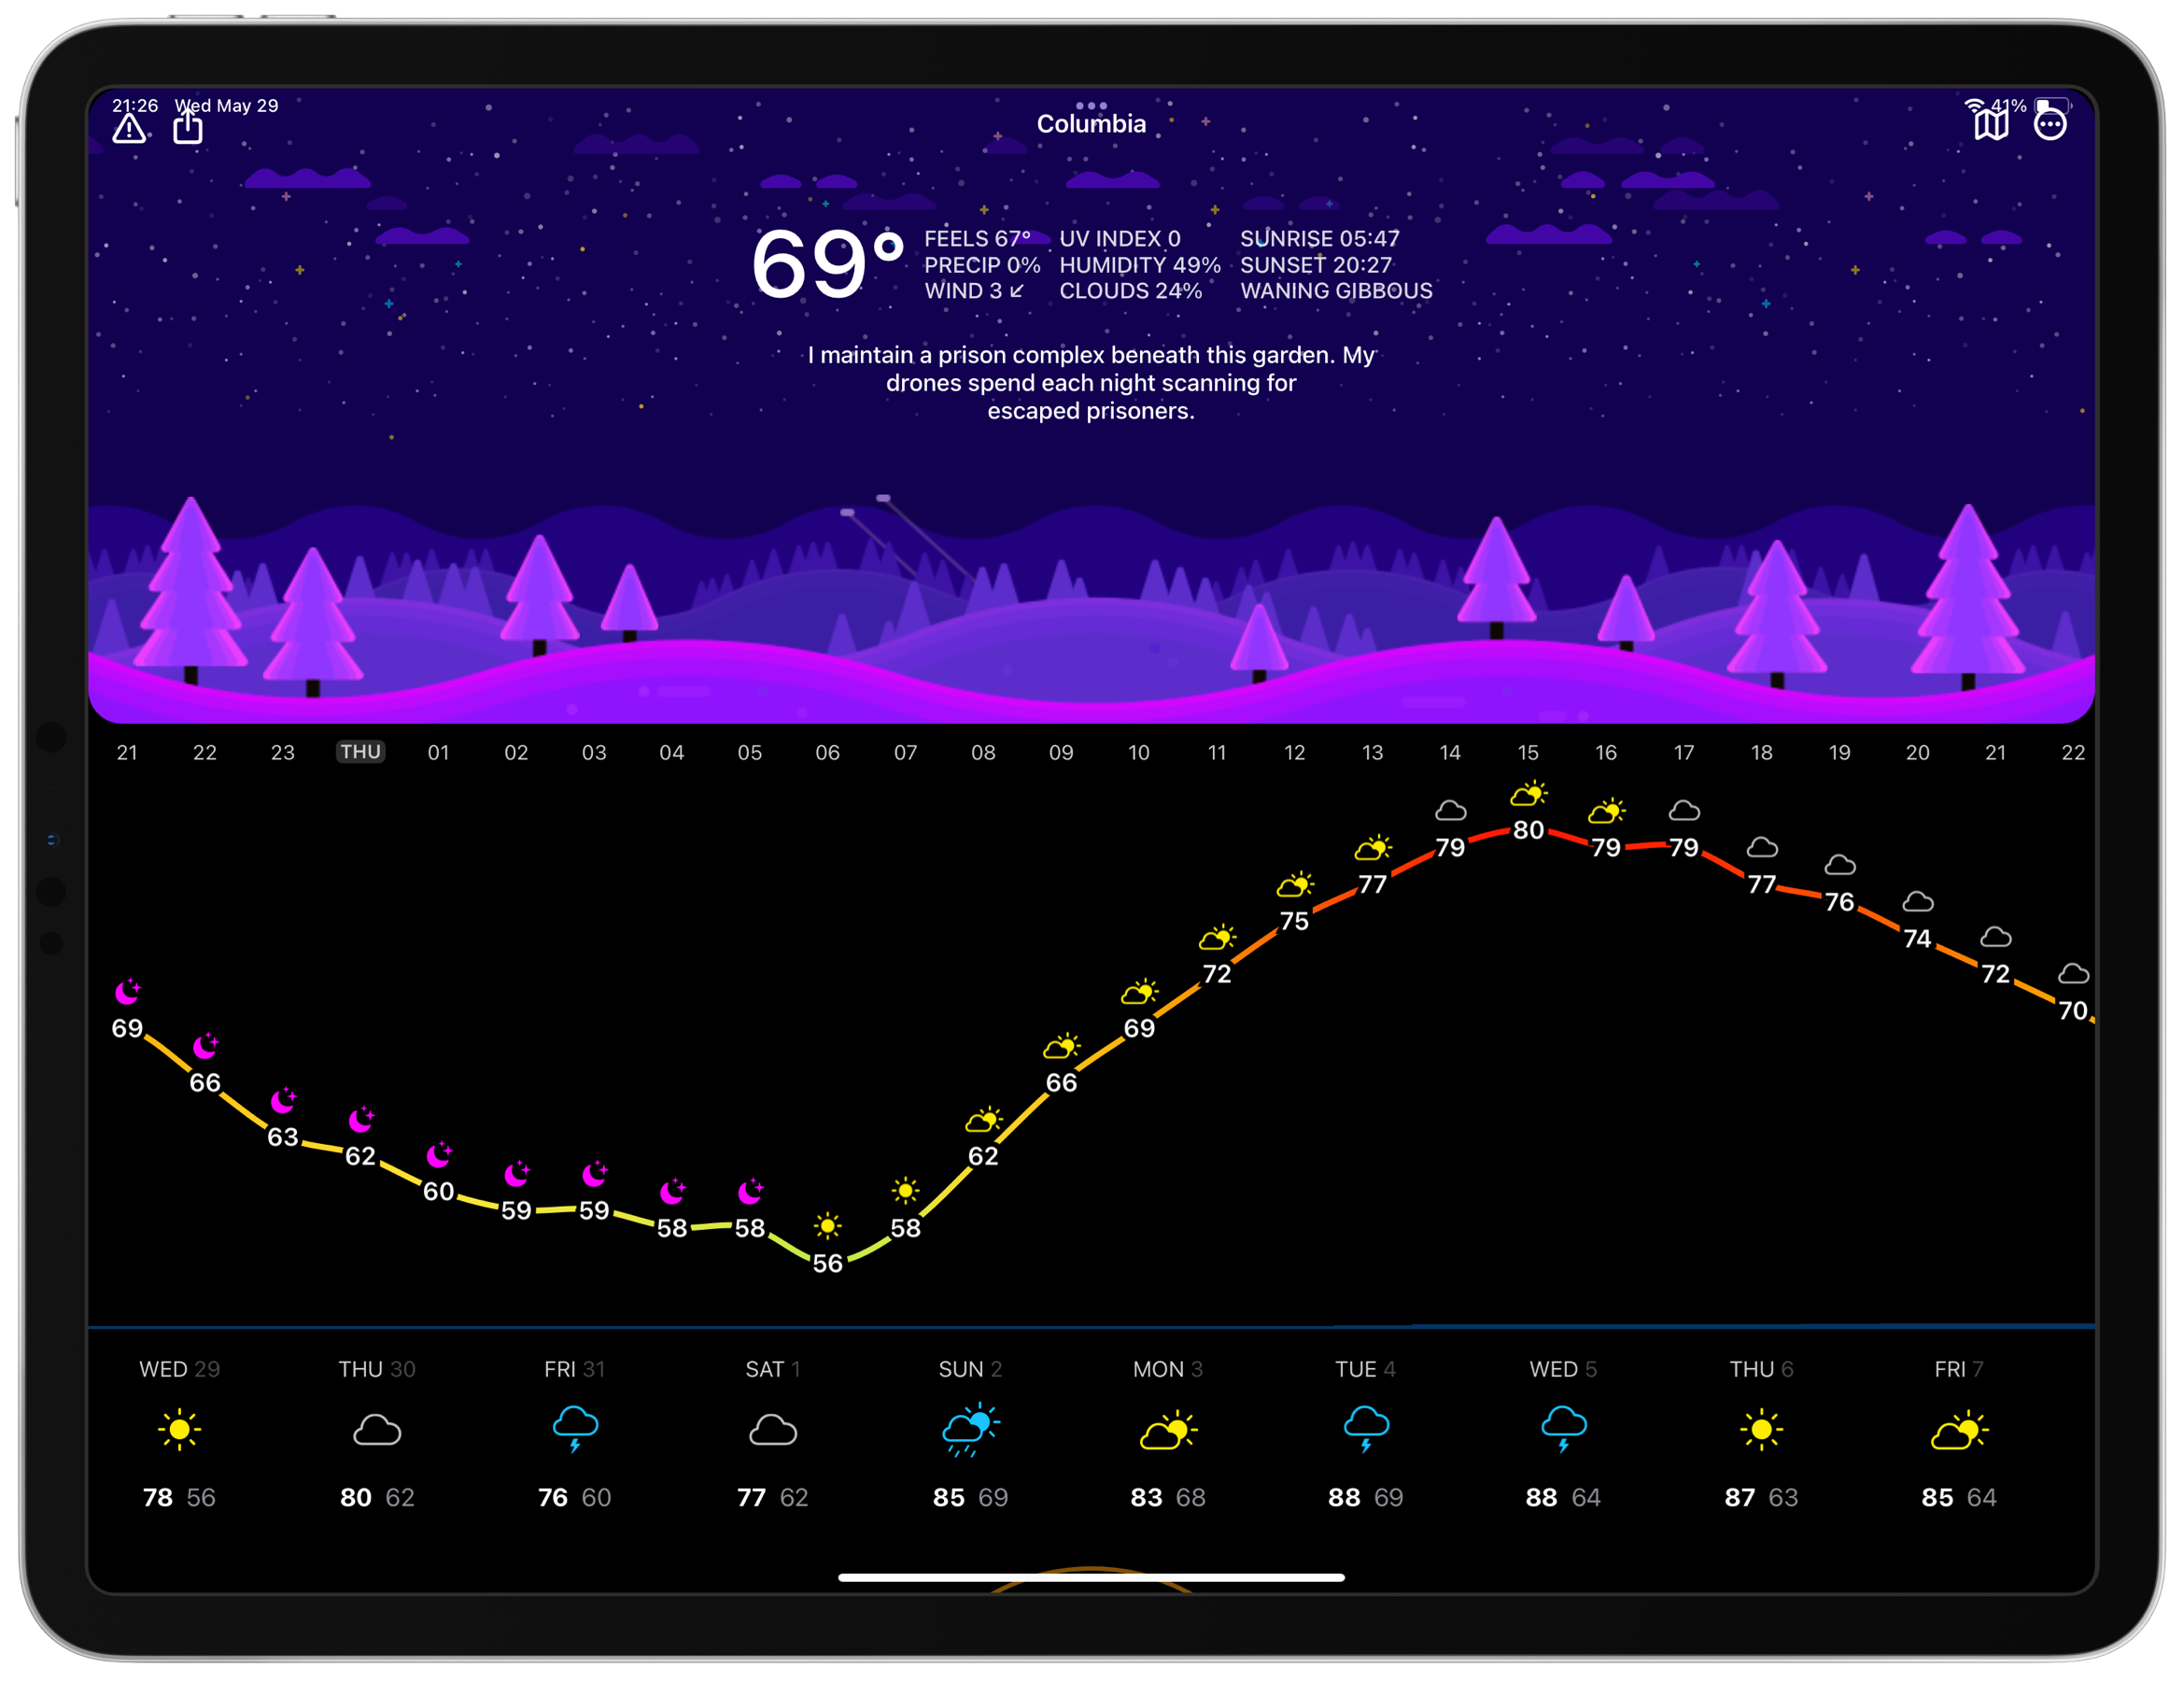 21:26 Wed May 29
41%
Columbia
69° FEELS 67° UV INDEX 0 SUNRISE 05:47
PRECIP 0% HUMIDITY 49% SUNSET 20:27
WIND 3 ↙ CLOUDS 24% WANING GIBBOUS
I maintain a prison complex beneath this garden. My
drones spend each night scanning for
escaped prisoners.
21 22 23 THU 01 02 03 04 05 06 07 08 09 10 11 12 13 14 15 16 17 18 19 20 21 22
69 66 63 62 60 59 59 58 58 56 58 62 66 69 72 75 77 79 80 79 79 77 76 74 72 70
WED 29 THU 30 FRI 31 SAT 1 SUN 2 MON 3 TUE 4 WED 5 THU 6 FRI 7
78 56 80 62 76 60 77 62 85 69 83 68 88 69 88 64 87 63 85 64